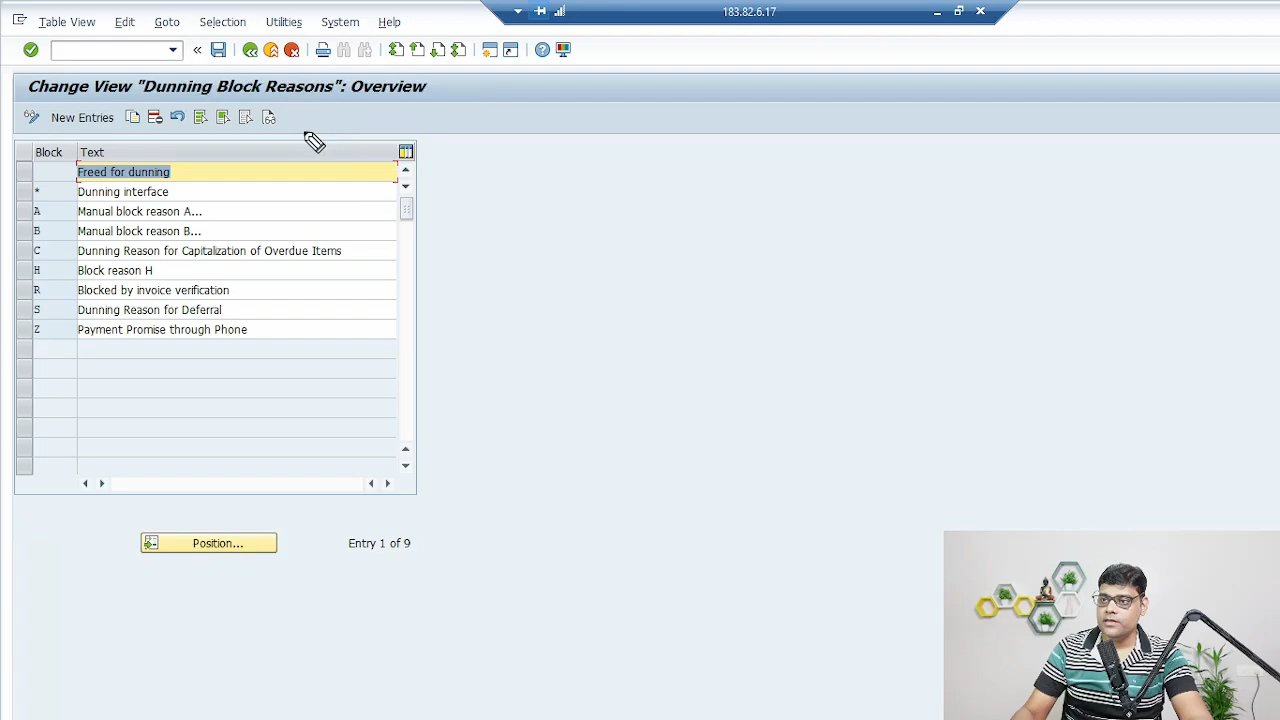 Table View Edit Goto Selection Utilities System Help
183.82.6.17
Change View "Dunning Block Reasons": Overview
New Entries
Block Text
Freed for dunning
* Dunning interface
A Manual block reason A...
B Manual block reason B...
C Dunning Reason for Capitalization of Overdue Items
H Block reason H
R Blocked by invoice verification
S Dunning Reason for Deferral
Z Payment Promise through Phone
Position... Entry 1 of 9